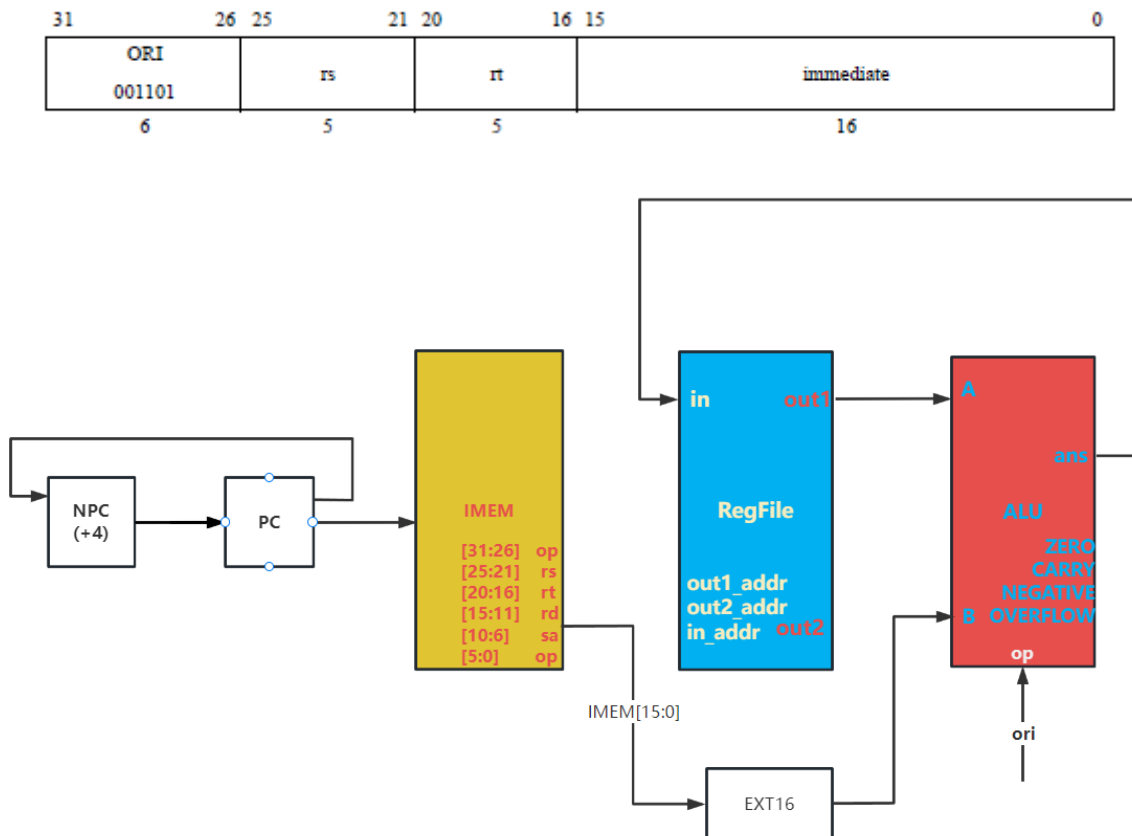 31 26 25 21 20 16 15 0
ORI
001101 rs rt immediate
6 5 5 16
in out1
A
ans
NPC
(+4)
PC
IMEM
RegFile
ALU
[31:26] op
[25:21] rs
[20:16] rt
[15:11] rd
[10:6] sa
[5:0] op
out1_addr
out2_addr
in_addr out2
ZERO
CARRY
NEGATIVE
B OVERFLOW
op
IMEM[15:0]
ori
EXT16